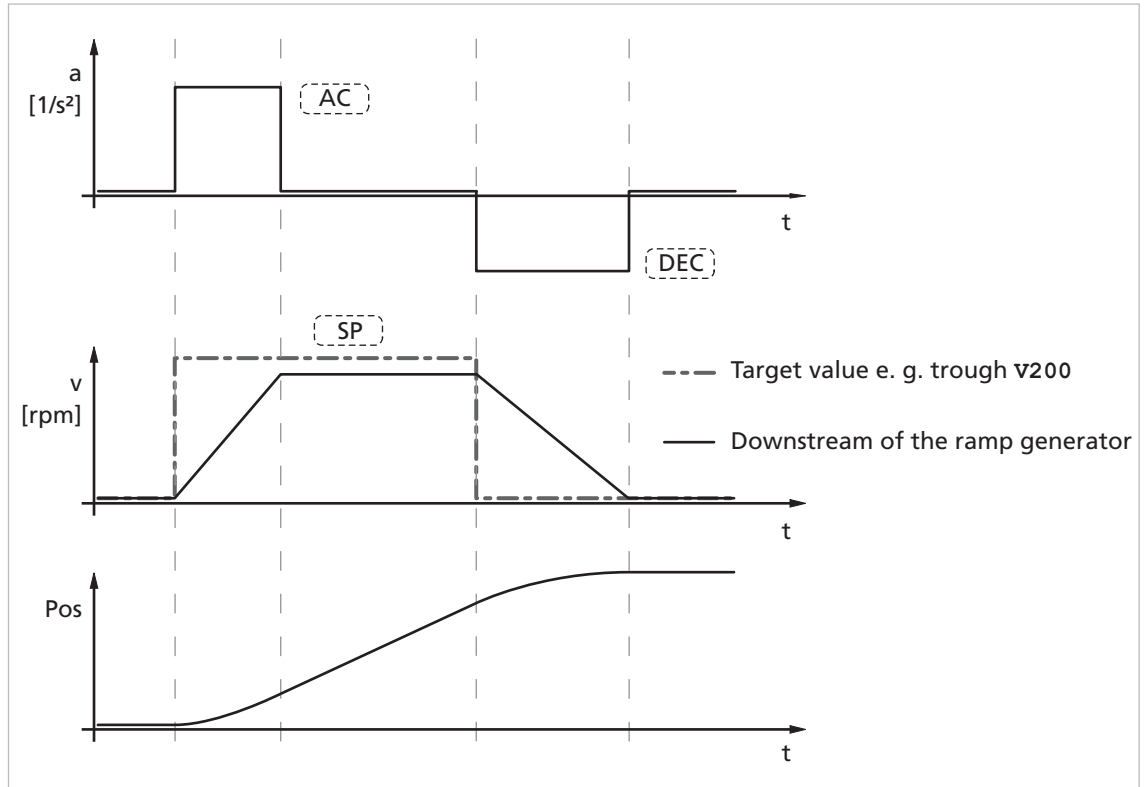 a
[1/s²]
AC
t
DEC
SP
v
[rpm]
Target value e. g. trough V200
Downstream of the ramp generator
t
Pos
t